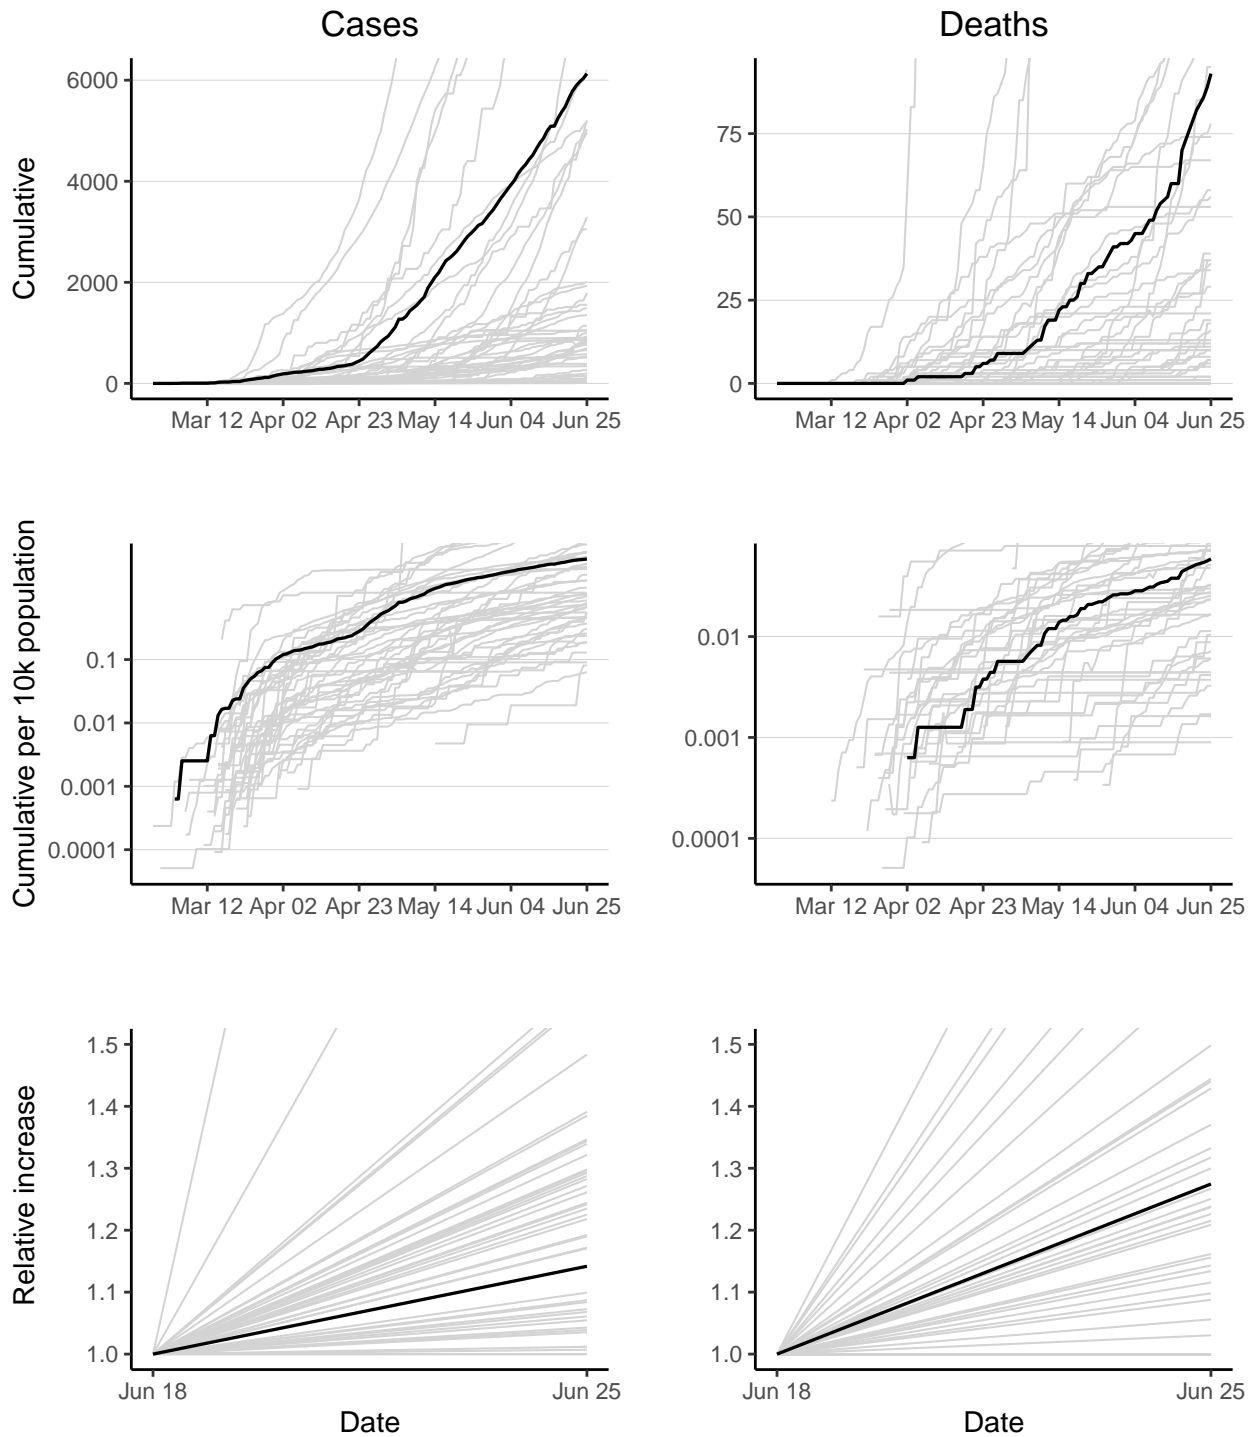 Cases
Deaths
Cumulative
6000
4000
2000
0
Mar 12 Apr 02 Apr 23 May 14 Jun 04 Jun 25
75
50
25
0
Mar 12 Apr 02 Apr 23 May 14 Jun 04 Jun 25
Cumulative per 10k population
0.1
0.01
0.001
0.0001
Mar 12 Apr 02 Apr 23 May 14 Jun 04 Jun 25
0.01
0.001
0.0001
Mar 12 Apr 02 Apr 23 May 14 Jun 04 Jun 25
Relative increase
1.5
1.4
1.3
1.2
1.1
1.0
Jun 18 Jun 25
Date
1.5
1.4
1.3
1.2
1.1
1.0
Jun 18 Jun 25
Date